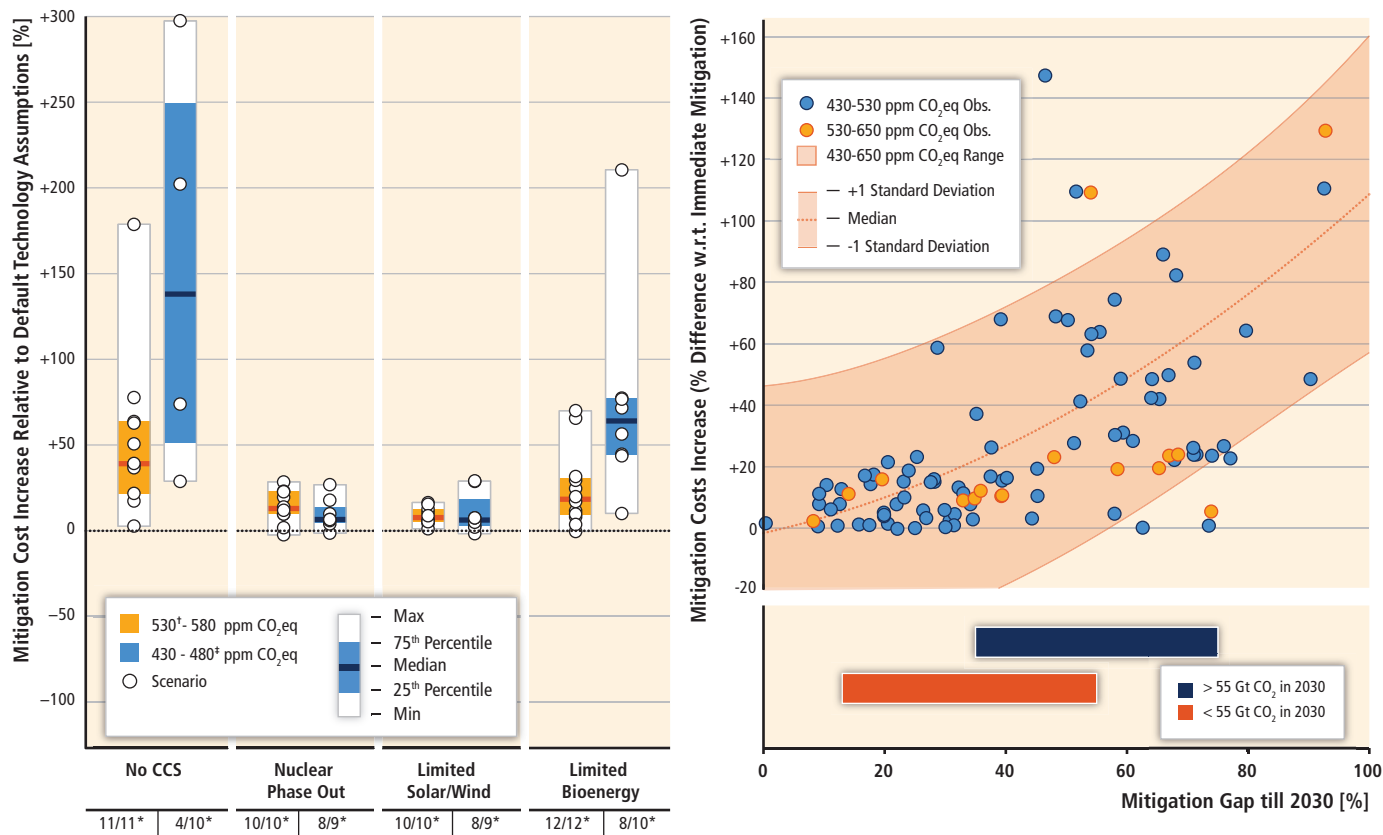 Mitigation Cost Increase Relative to Default Technology Assumptions [%]
+300
+250
+200
+150
+100
+50
0
−50
−100
530†- 580 ppm CO₂eq
430 - 480‡ ppm CO₂eq
Scenario
Max
75th Percentile
Median
25th Percentile
Min
No CCS
Nuclear
Phase Out
Limited
Solar/Wind
Limited
Bioenergy
11/11* 4/10* 10/10* 8/9* 10/10* 8/9* 12/12* 8/10*
Mitigation Costs Increase (% Difference w.r.t. Immediate Mitigation)
+160
+140
+120
+100
+80
+60
+40
+20
0
-20
430-530 ppm CO₂eq Obs.
530-650 ppm CO₂eq Obs.
430-650 ppm CO₂eq Range
+1 Standard Deviation
Median
-1 Standard Deviation
> 55 Gt CO₂ in 2030
< 55 Gt CO₂ in 2030
0 20 40 60 80 100
Mitigation Gap till 2030 [%]